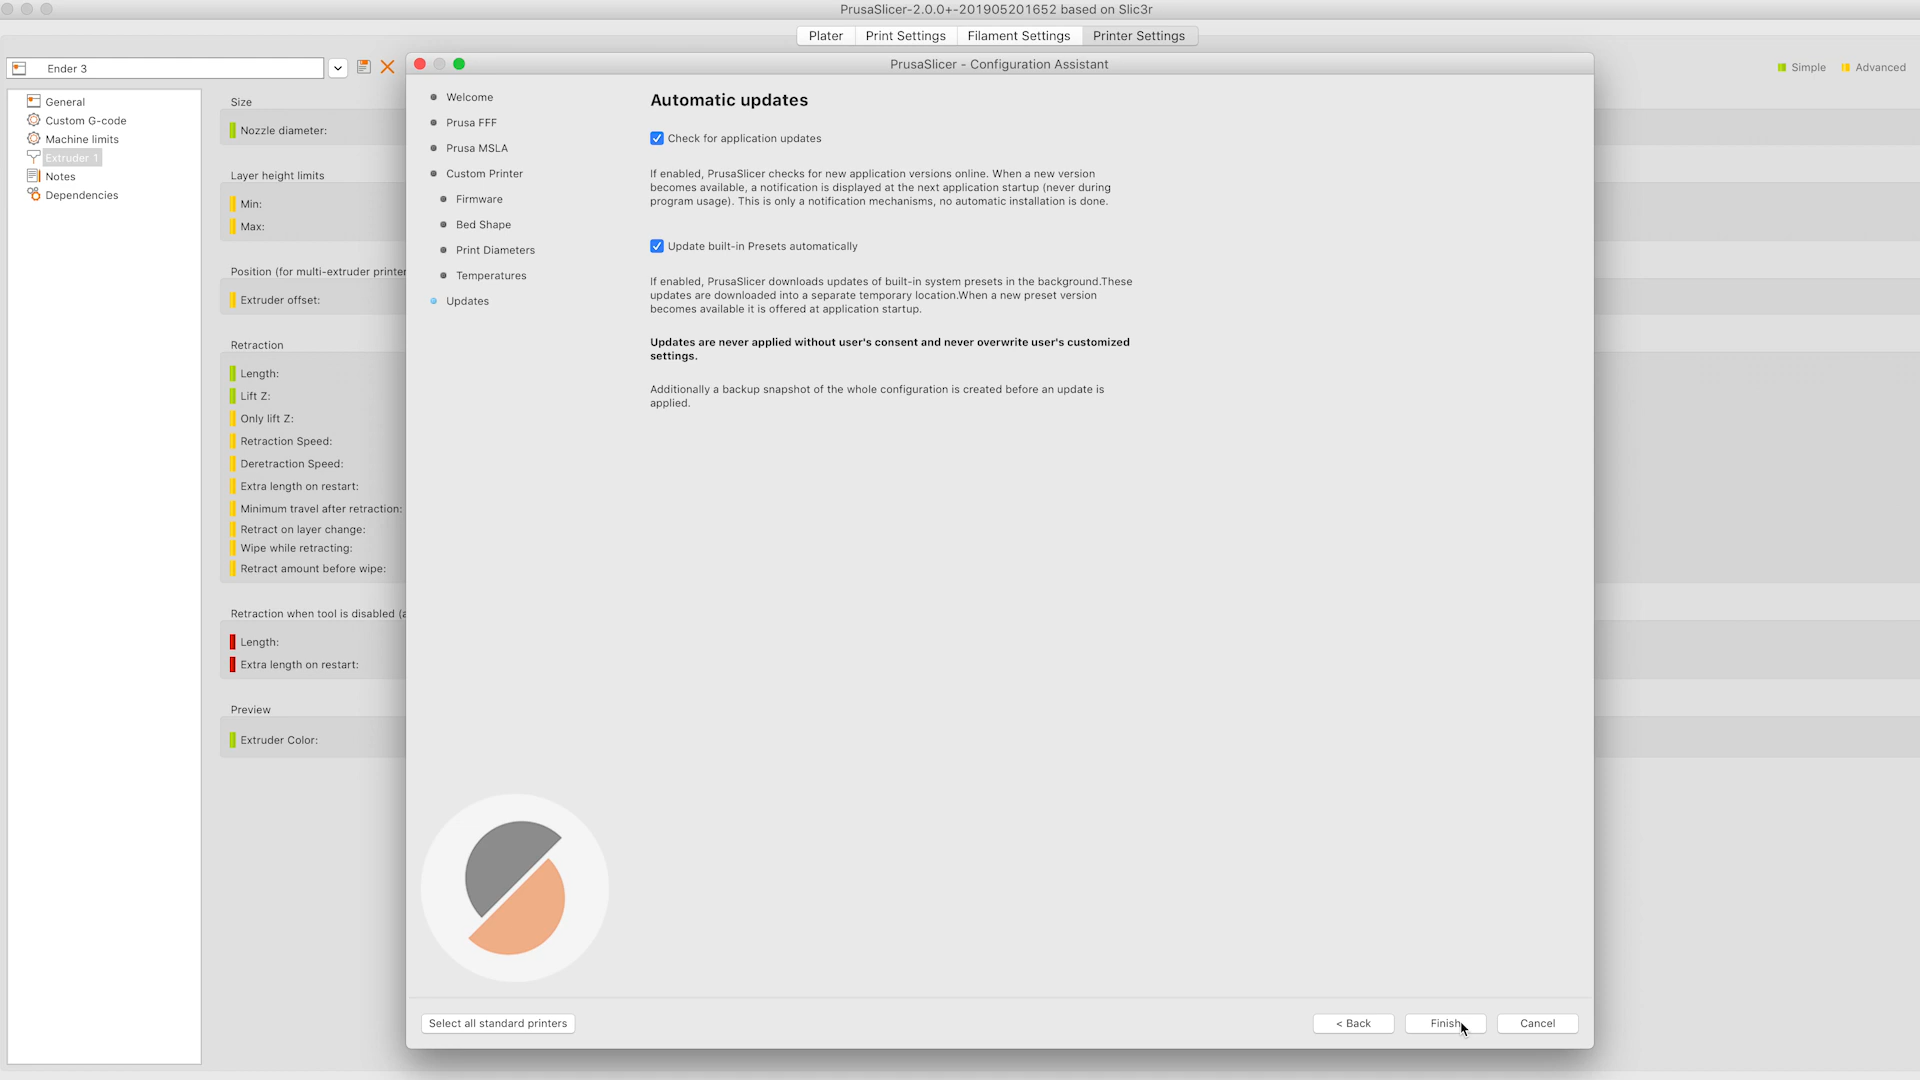 PrusaSlicer-2.0.0+-201905201652 based on Slic3r
Plater
Print Settings
Filament Settings
Printer Settings
Ender 3
Simple
Advanced
General
Custom G-code
Machine limits
Extruder 1
Notes
Dependencies
Size
Nozzle diameter:
Layer height limits
Min:
Max:
Position (for multi-extruder printer
Extruder offset:
Retraction
Length:
Lift Z:
Only lift Z:
Retraction Speed:
Deretraction Speed:
Extra length on restart:
Minimum travel after retraction:
Retract on layer change:
Wipe while retracting:
Retract amount before wipe:
Retraction when tool is disabled (a
Length:
Extra length on restart:
Preview
Extruder Color:
PrusaSlicer - Configuration Assistant
Welcome
Prusa FFF
Prusa MSLA
Custom Printer
Firmware
Bed Shape
Print Diameters
Temperatures
Updates
Automatic updates
Check for application updates
If enabled, PrusaSlicer checks for new application versions online. When a new version
becomes available, a notification is displayed at the next application startup (never during
program usage). This is only a notification mechanisms, no automatic installation is done.
Update built-in Presets automatically
If enabled, PrusaSlicer downloads updates of built-in system presets in the background.These
updates are downloaded into a separate temporary location.When a new preset version
becomes available it is offered at application startup.
Updates are never applied without user's consent and never overwrite user's customized
settings.
Additionally a backup snapshot of the whole configuration is created before an update is
applied.
Select all standard printers
< Back
Finish
Cancel